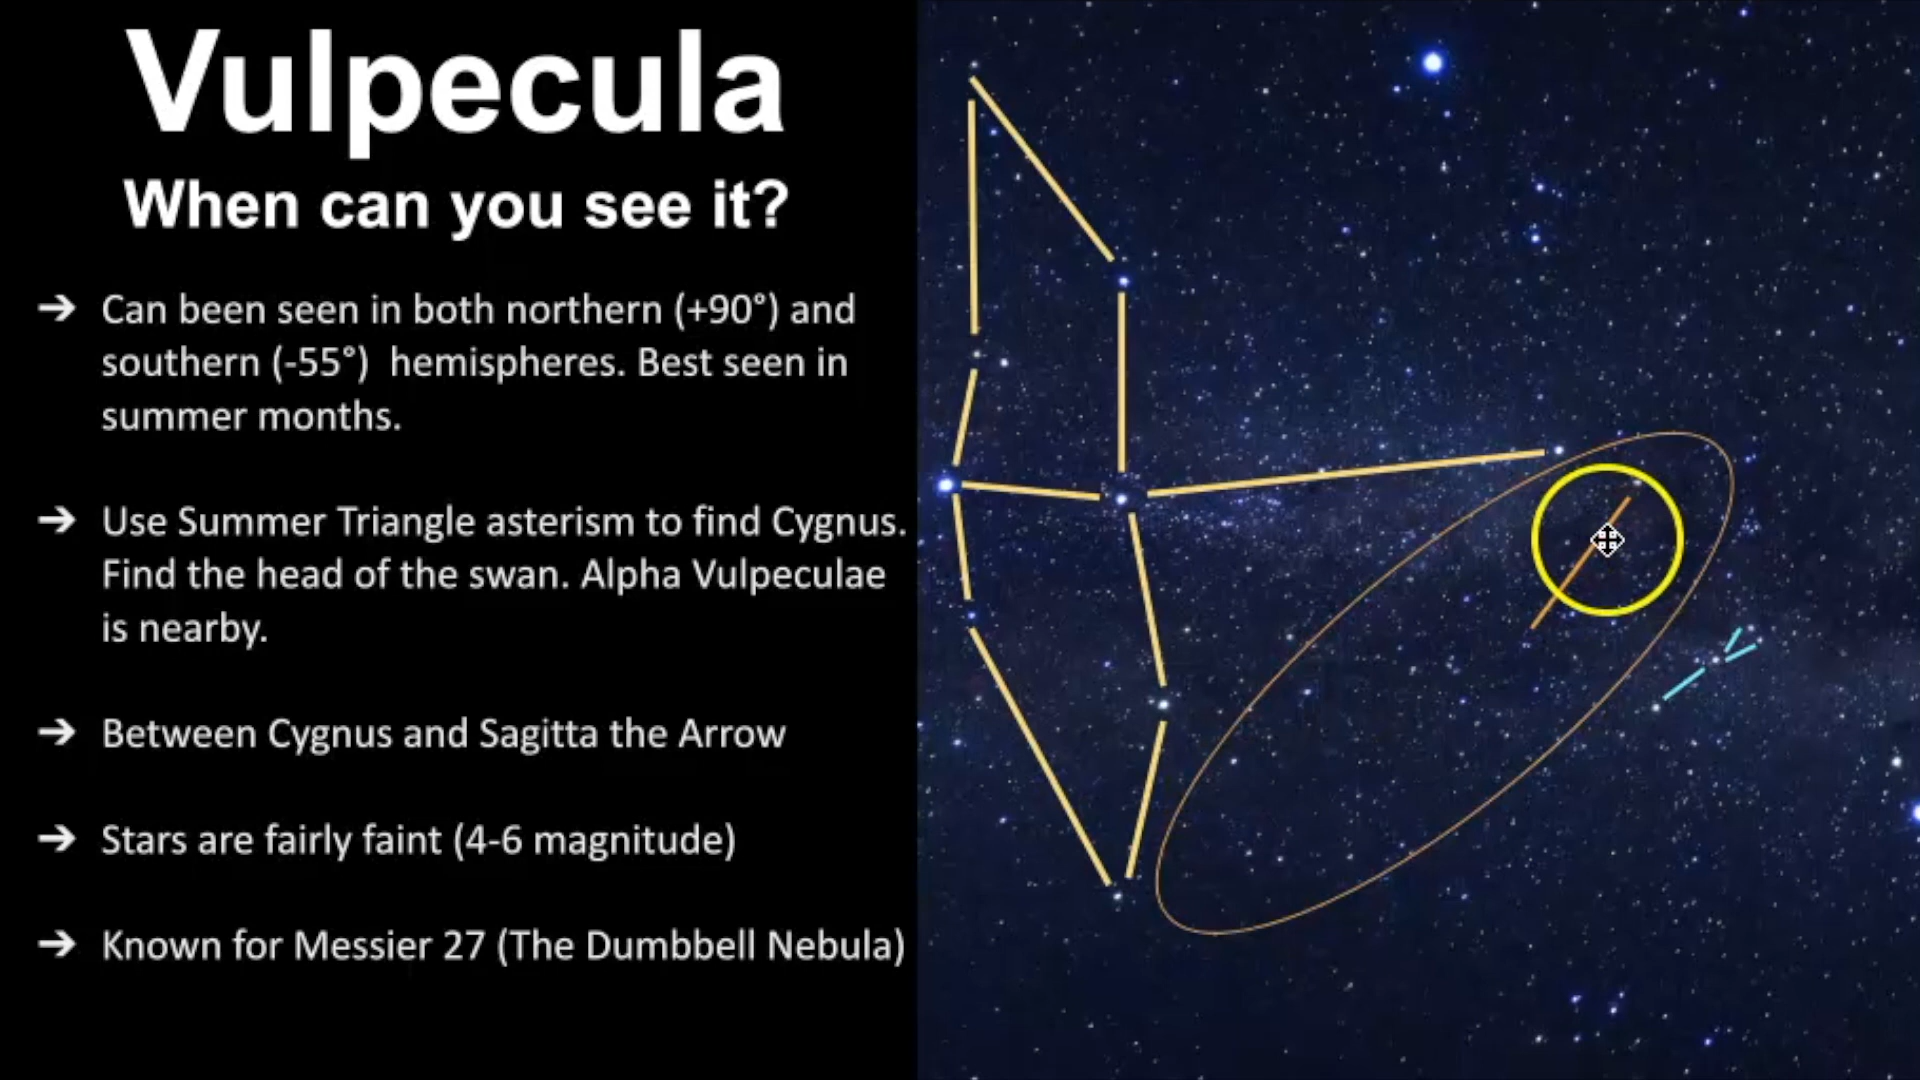 Vulpecula
When can you see it?
➔ Can been seen in both northern (+90°) and
southern (-55°) hemispheres. Best seen in
summer months.
➔ Use Summer Triangle asterism to find Cygnus.
Find the head of the swan. Alpha Vulpeculae
is nearby.
➔ Between Cygnus and Sagitta the Arrow
➔ Stars are fairly faint (4-6 magnitude)
➔ Known for Messier 27 (The Dumbbell Nebula)